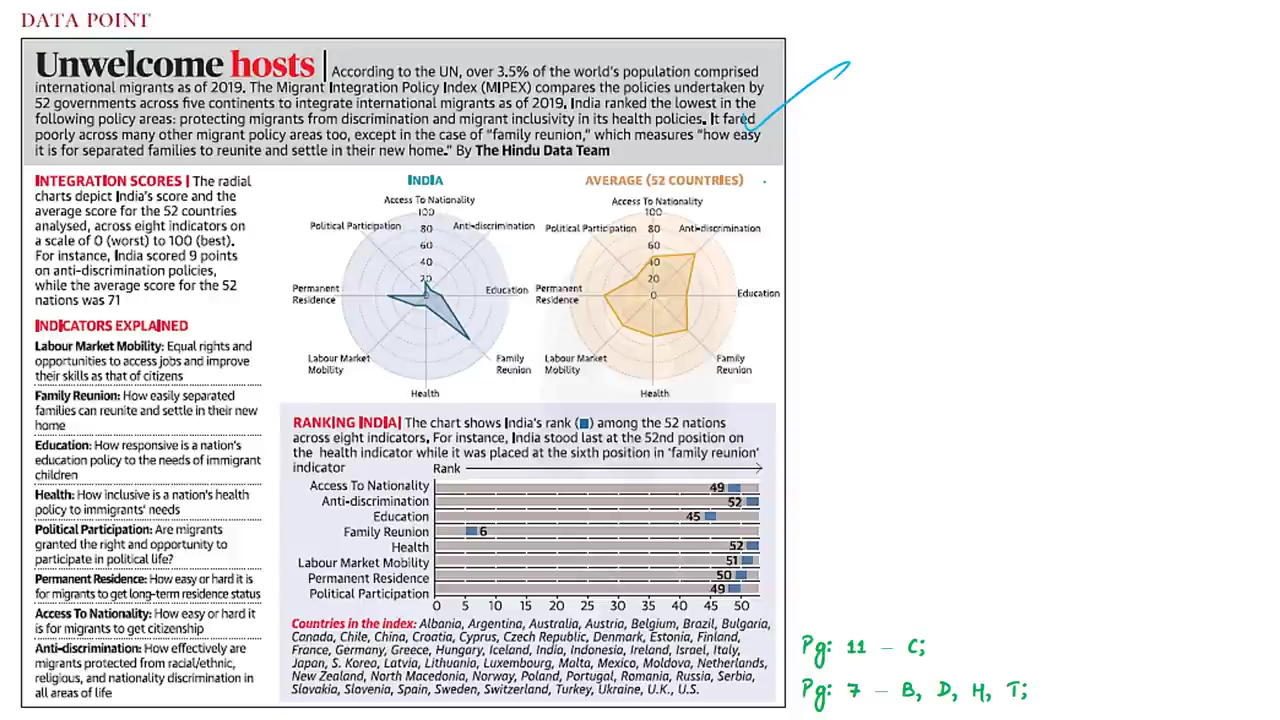 DATA POINT
Unwelcome hosts | According to the UN, over 3.5% of the world's population comprised
international migrants as of 2019. The Migrant Integration Policy Index (MIPEX) compares the policies undertaken by
52 governments across five continents to integrate international migrants as of 2019. India ranked the lowest in the
following policy areas: protecting migrants from discrimination and migrant inclusivity in its health policies. It fared
poorly across many other migrant policy areas too, except in the case of "family reunion," which measures "how easy
it is for separated families to reunite and settle in their new home." By The Hindu Data Team
INTEGRATION SCORES | The radial
charts depict India's score and the
average score for the 52 countries
analysed, across eight indicators on
a scale of 0 (worst) to 100 (best).
For instance, India scored 9 points
on anti-discrimination policies,
while the average score for the 52
nations was 71
INDICATORS EXPLAINED
Labour Market Mobility: Equal rights and
opportunities to access jobs and improve
their skills as that of citizens
Family Reunion: How easily separated
families can reunite and settle in their new
home
Education: How responsive is a nation's
education policy to the needs of immigrant
children
Health: How inclusive is a nation's health
policy to immigrants' needs
Political Participation: Are migrants
granted the right and opportunity to
participate in political life?
Permanent Residence: How easy or hard it is
for migrants to get long-term residence status
Access To Nationality: How easy or hard it
is for migrants to get citizenship
Anti-discrimination: How effectively are
migrants protected from racial/ethnic,
religious, and nationality discrimination in
all areas of life
INDIA
Access To Nationality
100
Political Participation
80
Anti-discrimination
60
40
20
Permanent
Residence
0
Education
Labour Market
Mobility
Family
Reunion
Health
AVERAGE (52 COUNTRIES)
Access To Nationality
100
Political Participation
80
Anti-discrimination
60
40
20
Permanent
Residence
0
Education
Labour Market
Mobility
Family
Reunion
Health
RANKING INDIA | The chart shows India's rank ( ) among the 52 nations
across eight indicators. For instance, India stood last at the 52nd position on
the health indicator while it was placed at the sixth position in 'family reunion'
indicator
Rank
Access To Nationality 49
Anti-discrimination 52
Education 45
Family Reunion 6
Health 52
Labour Market Mobility 51
Permanent Residence 50
Political Participation 49
0 5 10 15 20 25 30 35 40 45 50
Countries in the index: Albania, Argentina, Australia, Austria, Belgium, Brazil, Bulgaria,
Canada, Chile, China, Croatia, Cyprus, Czech Republic, Denmark, Estonia, Finland,
France, Germany, Greece, Hungary, Iceland, India, Indonesia, Ireland, Israel, Italy,
Japan, S. Korea, Latvia, Lithuania, Luxembourg, Malta, Mexico, Moldova, Netherlands,
New Zealand, North Macedonia, Norway, Poland, Portugal, Romania, Russia, Serbia,
Slovakia, Slovenia, Spain, Sweden, Switzerland, Turkey, Ukraine, U.K., U.S.
Pg: 11 – C;
Pg: 7 – B, D, H, T;